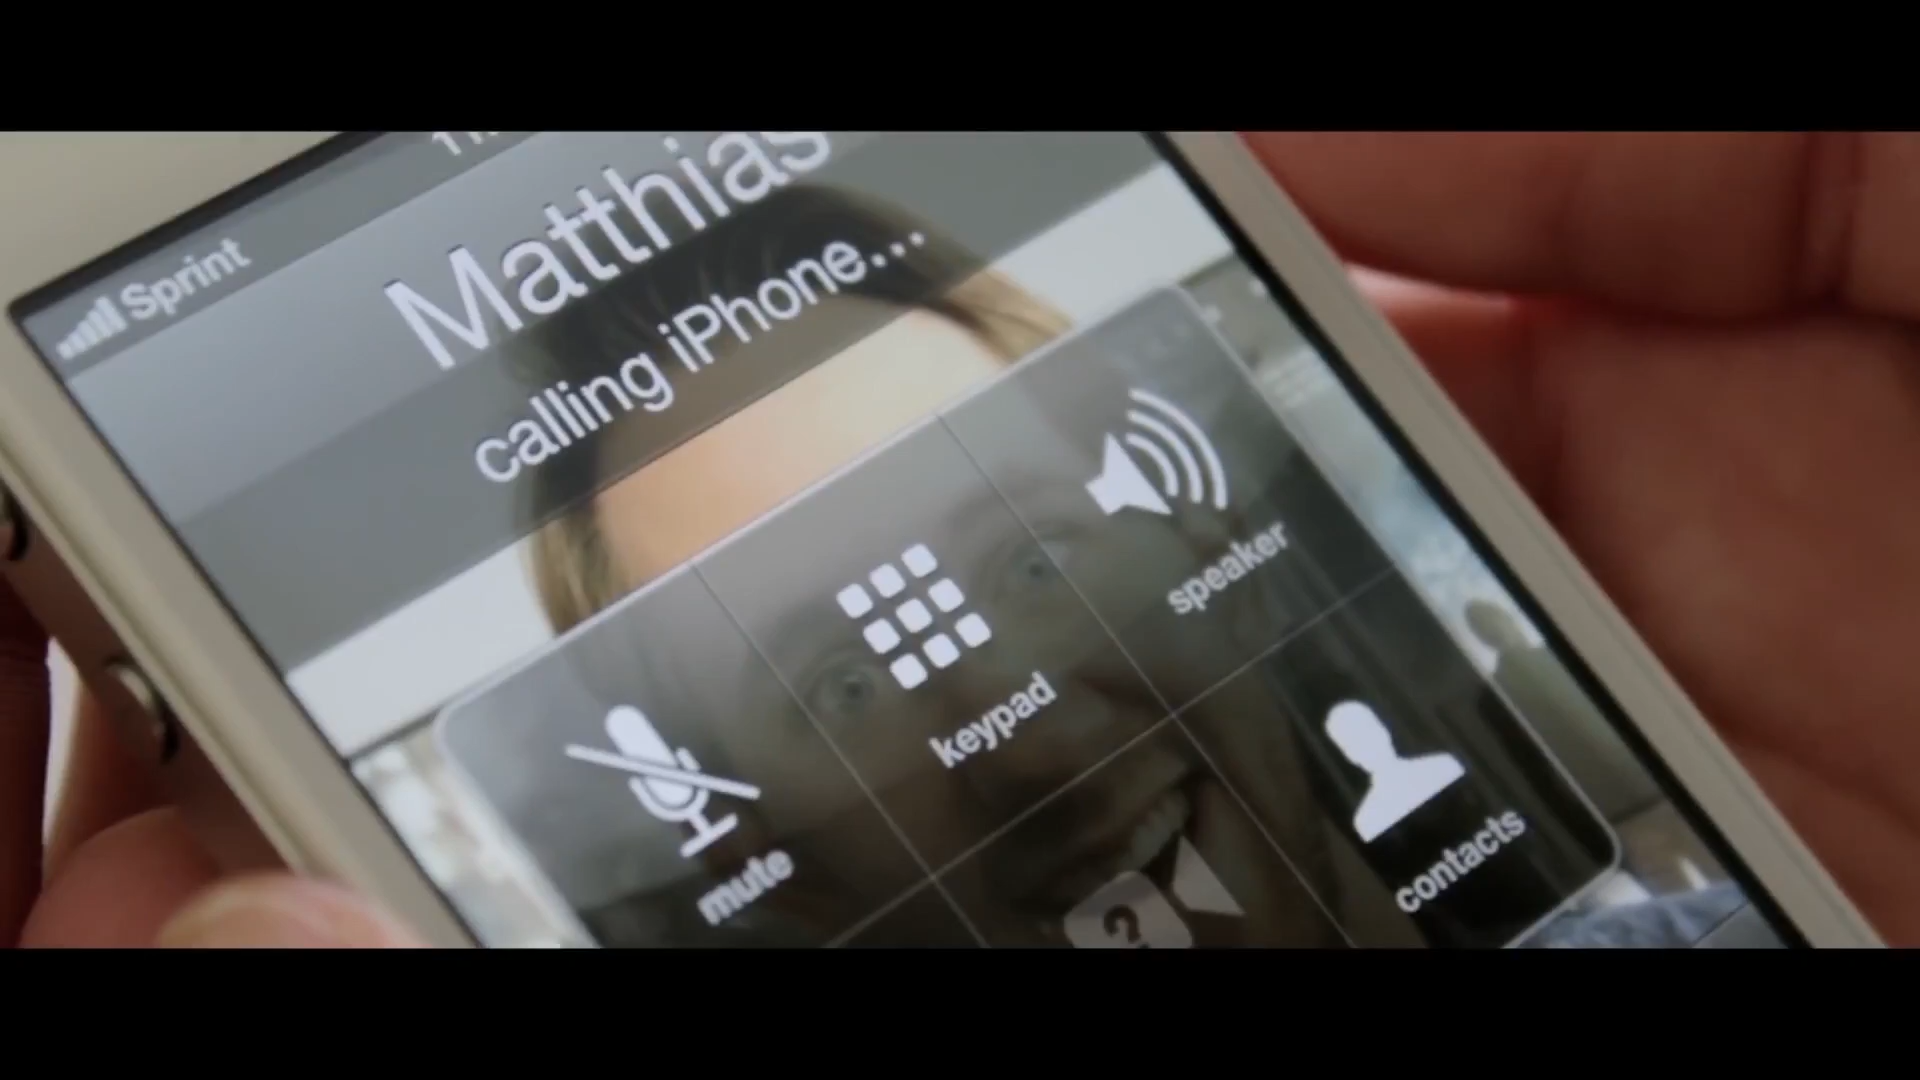 Sprint
Matthias
calling iPhone...
mute
keypad
speaker
?
contacts